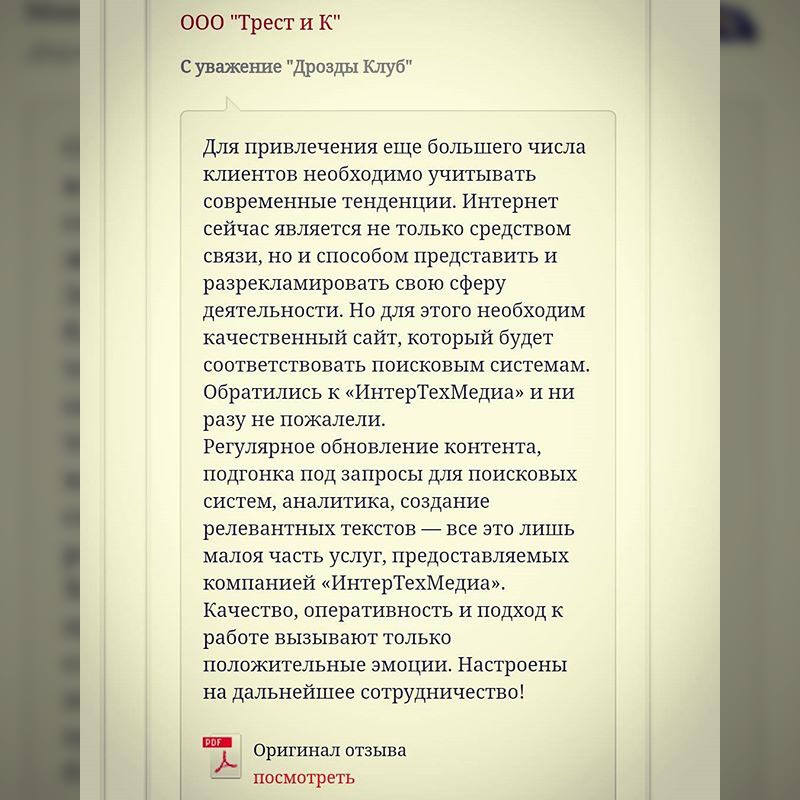 ООО "Трест и К"
С уважение "Дрозды Клуб"
Для привлечения еще большего числа
клиентов необходимо учитывать
современные тенденции. Интернет
сейчас является не только средством
связи, но и способом представить и
разрекламировать свою сферу
деятельности. Но для этого необходим
качественный сайт, который будет
соответствовать поисковым системам.
Обратились к «ИнтерТехМедиа» и ни
разу не пожалели.
Регулярное обновление контента,
подгонка под запросы для поисковых
систем, аналитика, создание
релевантных текстов — все это лишь
малоя часть услуг, предоставляемых
компанией «ИнтерТехМедиа».
Качество, оперативность и подход к
работе вызывают только
положительные эмоции. Настроены
на дальнейшее сотрудничество!
PDF
Оригинал отзыва
посмотреть